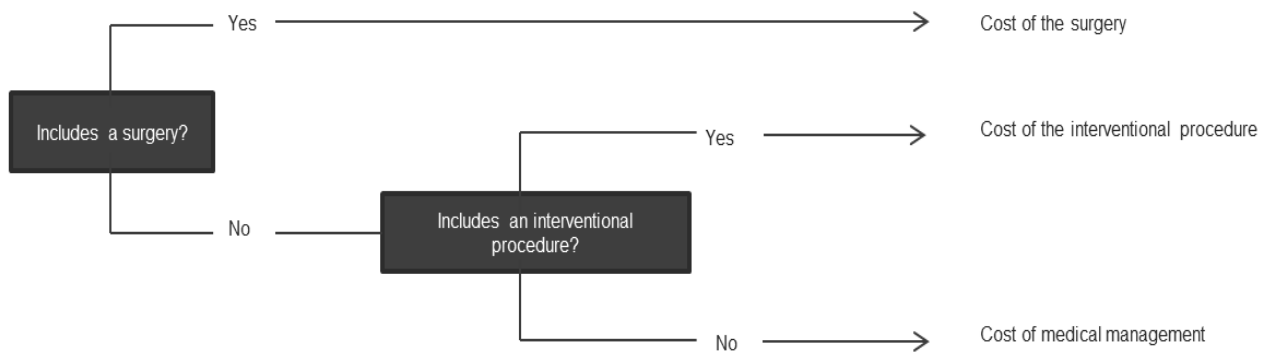 Yes
Cost of the surgery
Includes a surgery?
Yes
Cost of the interventional procedure
No
Includes an interventional
procedure?
No
Cost of medical management